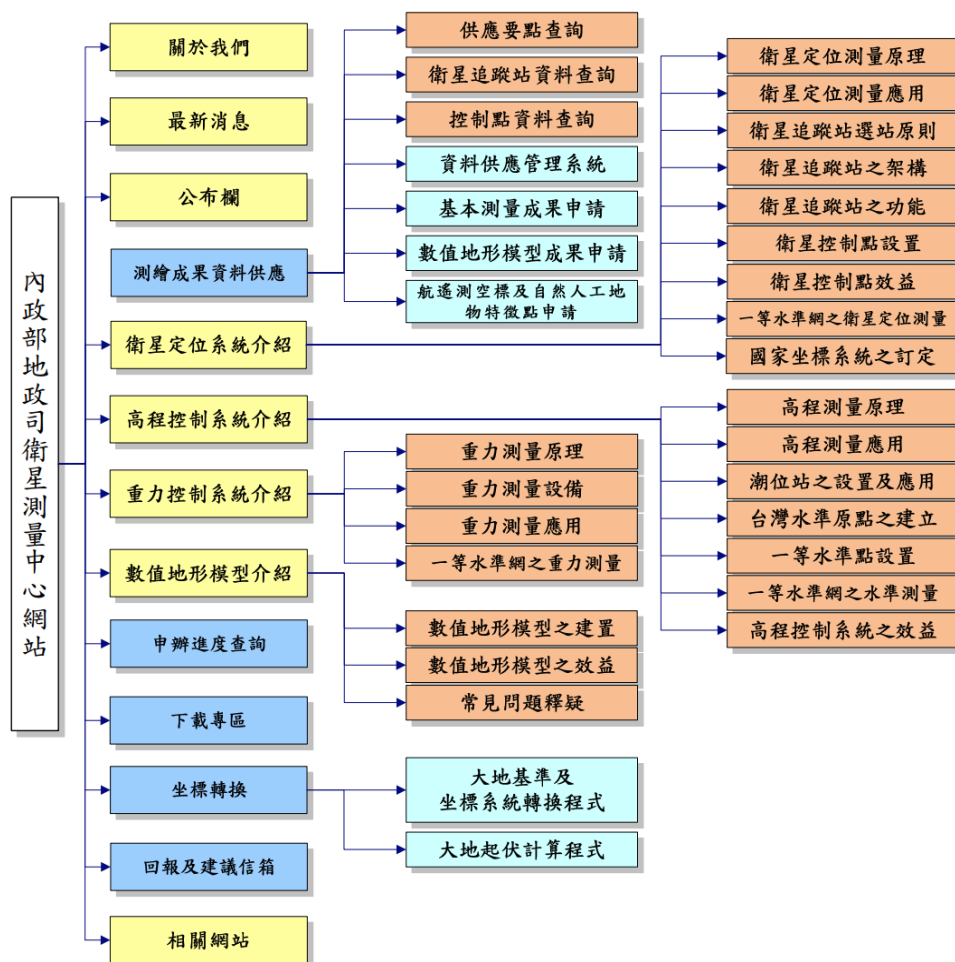 內政部地政司衛星測量中心網站
關於我們
最新消息
公布欄
測繪成果資料供應
衛星定位系統介紹
高程控制系統介紹
重力控制系統介紹
數值地形模型介紹
申辦進度查詢
下載專區
坐標轉換
回報及建議信箱
相關網站
供應要點查詢
衛星追蹤站資料查詢
控制點資料查詢
資料供應管理系統
基本測量成果申請
數值地形模型成果申請
航遙測空標及自然人工地
物特徵點申請
重力測量原理
重力測量設備
重力測量應用
一等水準網之重力測量
數值地形模型之建置
數值地形模型之效益
常見問題釋疑
大地基準及
坐標系統轉換程式
大地起伏計算程式
衛星定位測量原理
衛星定位測量應用
衛星追蹤站選站原則
衛星追蹤站之架構
衛星追蹤站之功能
衛星控制點設置
衛星控制點效益
一等水準網之衛星定位測量
國家坐標系統之訂定
高程測量原理
高程測量應用
潮位站之設置及應用
台灣水準原點之建立
一等水準點設置
一等水準網之水準測量
高程控制系統之效益